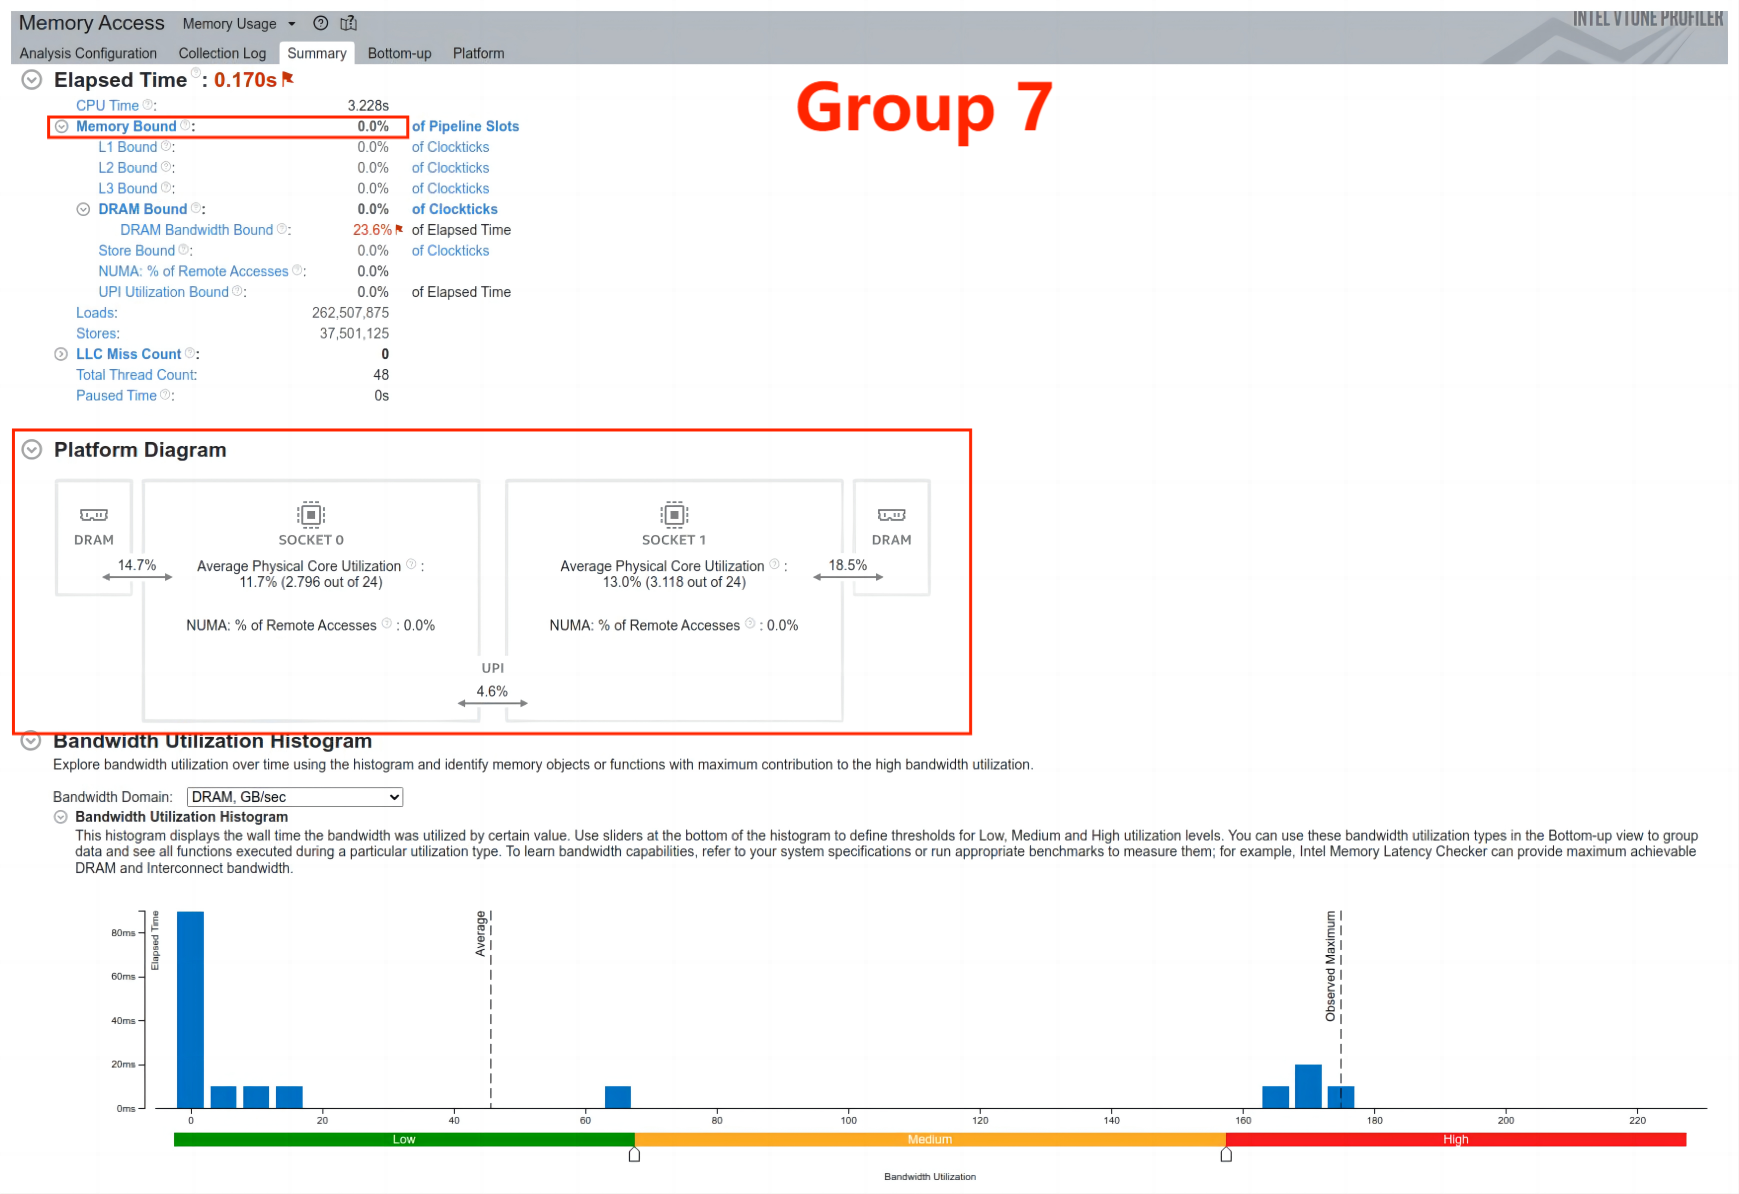 Memory Access Memory Usage INTEL VTUNE PROFILER
Analysis Configuration Collection Log Summary Bottom-up Platform
Group 7
Elapsed Time: 0.170s
CPU Time: 3.228s
Memory Bound: 0.0% of Pipeline Slots
L1 Bound: 0.0% of Clockticks
L2 Bound: 0.0% of Clockticks
L3 Bound: 0.0% of Clockticks
DRAM Bound: 0.0% of Clockticks
DRAM Bandwidth Bound: 23.6% of Elapsed Time
Store Bound: 0.0% of Clockticks
NUMA: % of Remote Accesses: 0.0%
UPI Utilization Bound: 0.0% of Elapsed Time
Loads: 262,507,875
Stores: 37,501,125
LLC Miss Count: 0
Total Thread Count: 48
Paused Time: 0s
Platform Diagram
DRAM SOCKET 0 SOCKET 1 DRAM
14.7% Average Physical Core Utilization : Average Physical Core Utilization : 18.5%
11.7% (2.796 out of 24) 13.0% (3.118 out of 24)
NUMA: % of Remote Accesses : 0.0% NUMA: % of Remote Accesses : 0.0%
UPI
4.6%
Bandwidth Utilization Histogram
Explore bandwidth utilization over time using the histogram and identify memory objects or functions with maximum contribution to the high bandwidth utilization.
Bandwidth Domain: DRAM, GB/sec
Bandwidth Utilization Histogram
This histogram displays the wall time the bandwidth was utilized by certain value. Use sliders at the bottom of the histogram to define thresholds for Low, Medium and High utilization levels. You can use these bandwidth utilization types in the Bottom-up view to group
data and see all functions executed during a particular utilization type. To learn bandwidth capabilities, refer to your system specifications or run appropriate benchmarks to measure them; for example, Intel Memory Latency Checker can provide maximum achievable
DRAM and Interconnect bandwidth.
Elapsed Time
Average
Observed Maximum
80ms
60ms
40ms
20ms
0ms
0 20 40 60 80 100 120 140 160 180 200 220
Low Medium High
Bandwidth Utilization